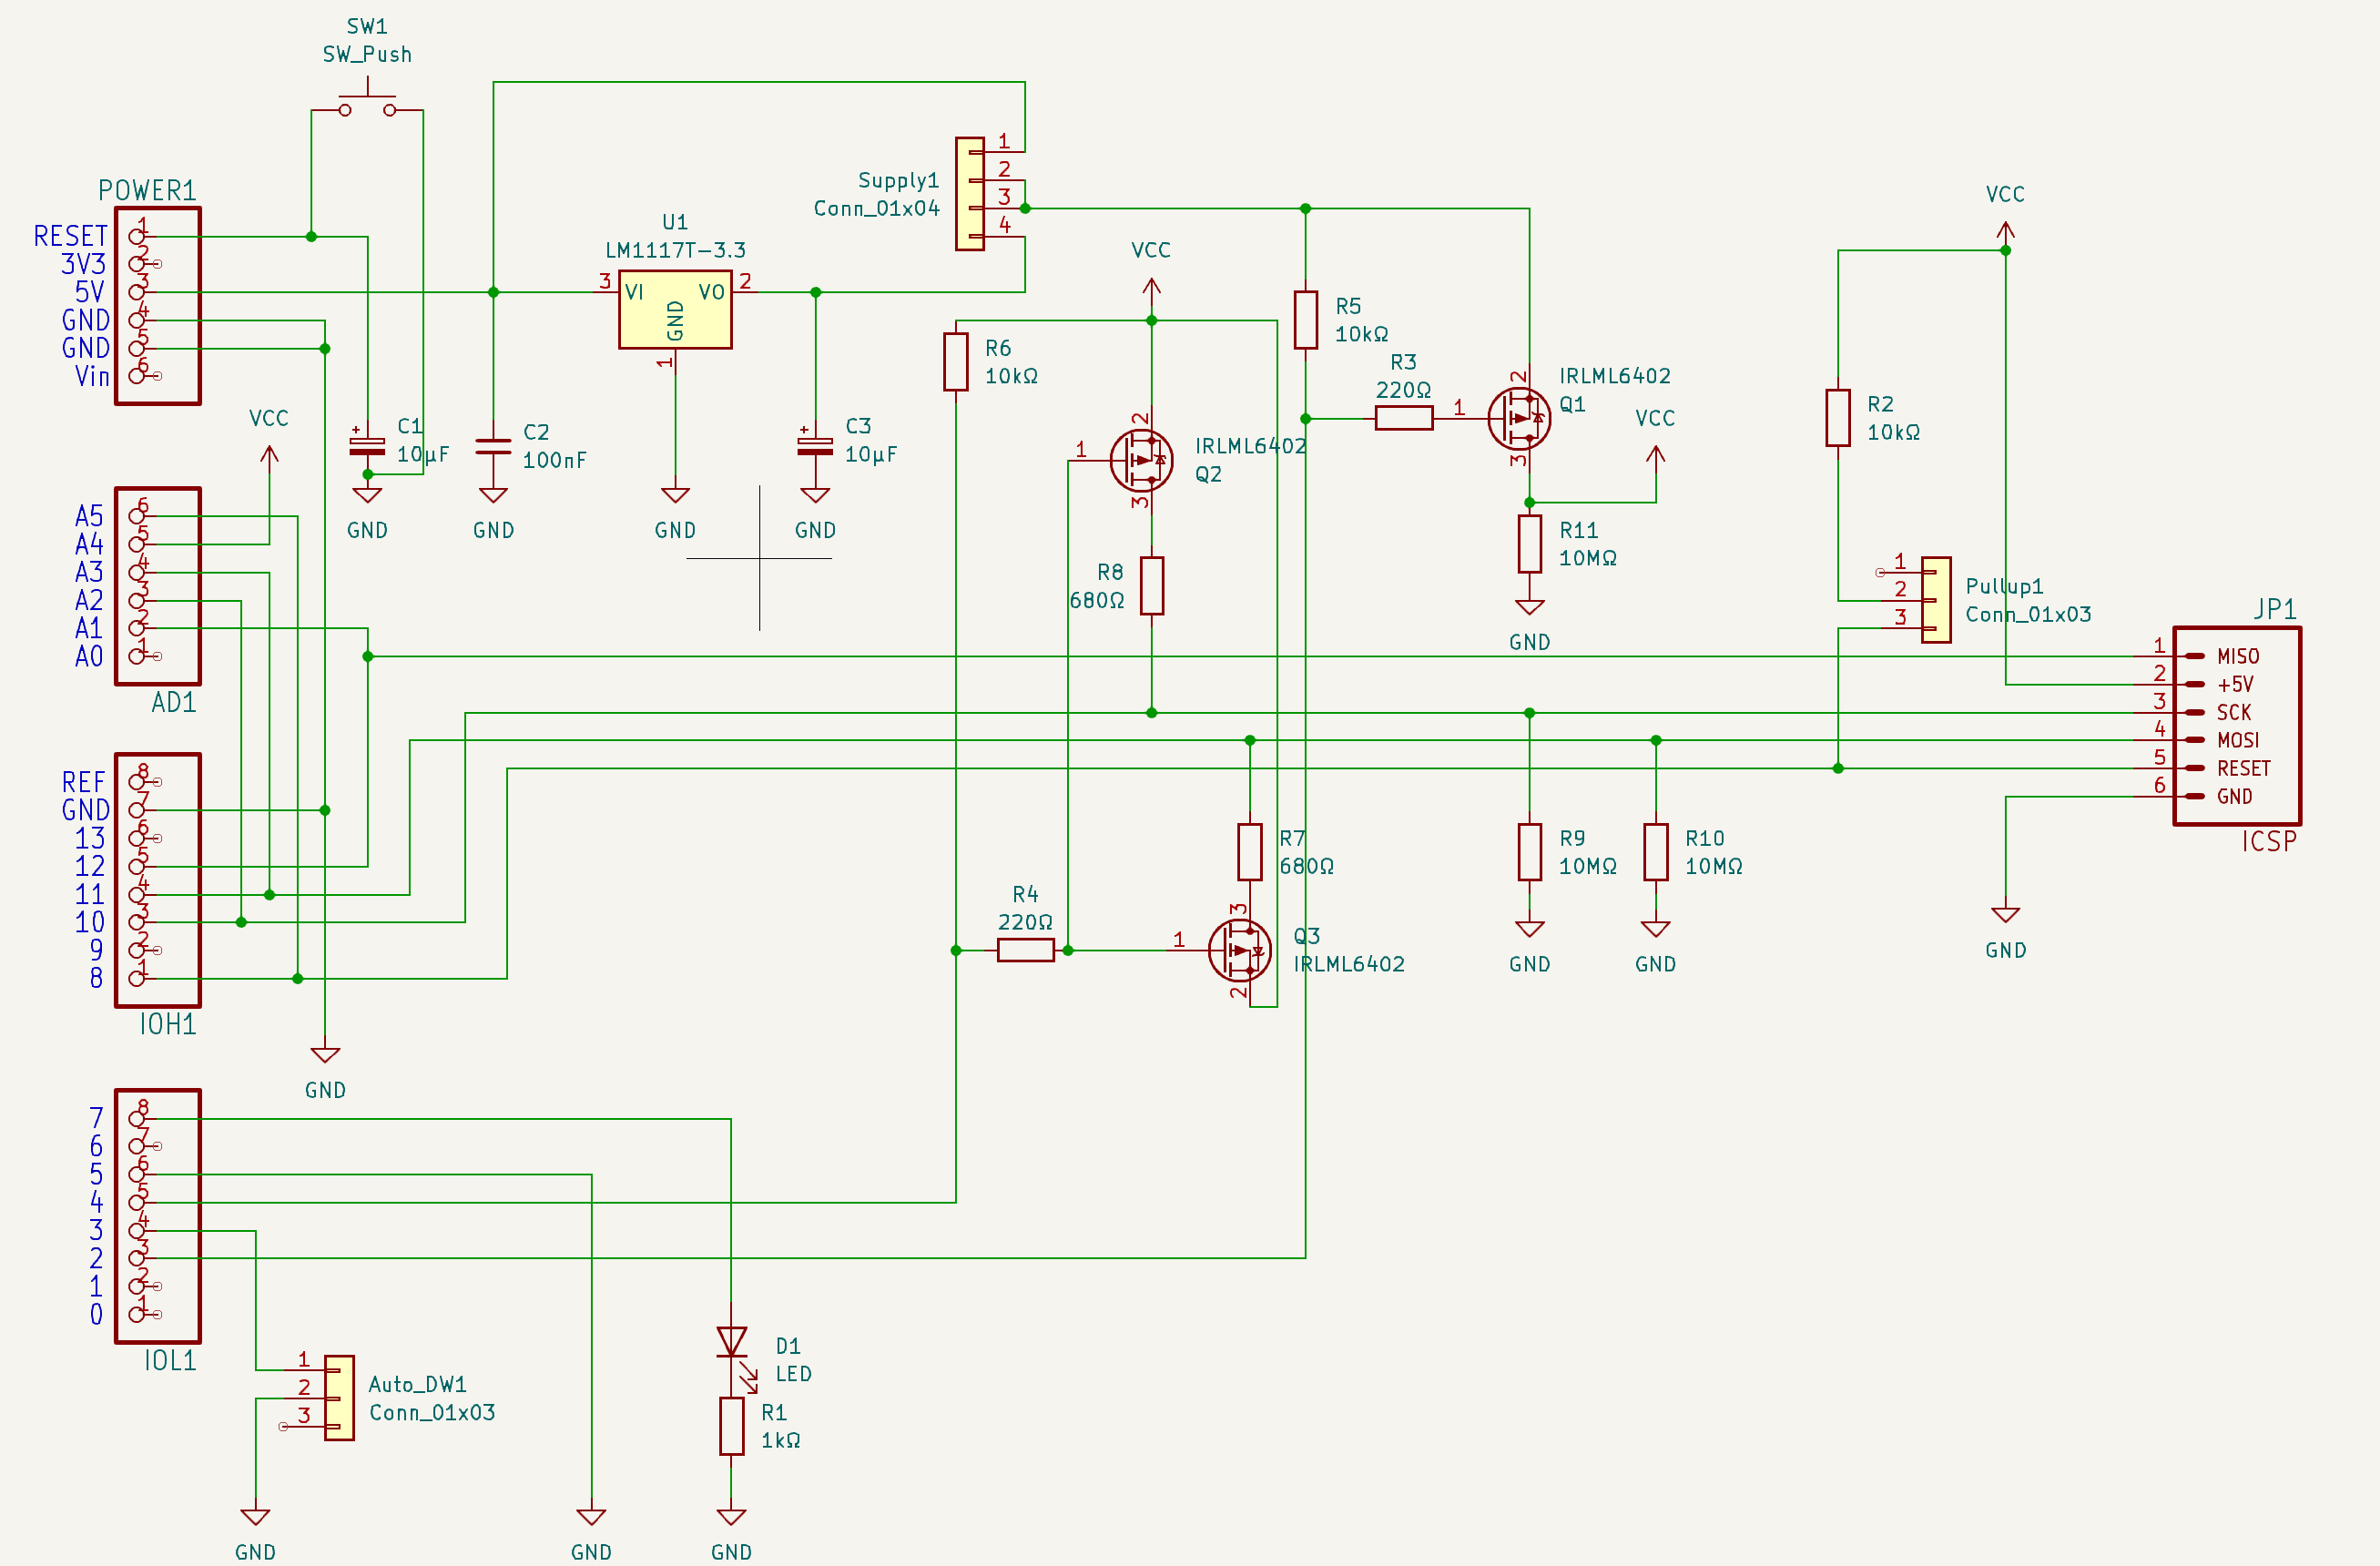 SW1
SW_Push
POWER1
RESET 1
3V3 2
5V 3
GND 4
GND 5
Vin 6
C1
10µF
GND
C2
100nF
GND
U1
LM1117T-3.3
3 VI VO 2
GND
1
GND
C3
10µF
GND
Supply1
Conn_01x04
1
2
3
4
VCC
R6
10kΩ
1
2
3
IRLML6402
Q2
R8
680Ω
R5
10kΩ
R3
220Ω
1
2
3
IRLML6402
Q1
VCC
R11
10MΩ
GND
VCC
R2
10kΩ
1
2
3
Pullup1
Conn_01x03
JP1
1 MISO
2 +5V
3 SCK
4 MOSI
5 RESET
6 GND
ICSP
GND
VCC
A5 6
A4 5
A3 4
A2 3
A1 2
A0 1
AD1
REF 8
GND 7
13 6
12 5
11 4
10 3
9 2
8 1
IOH1
GND
R4
220Ω
R7
680Ω
3
1
2
Q3
IRLML6402
R9
10MΩ
GND
R10
10MΩ
GND
7 8
6 7
5 6
4 5
3 4
2 3
1 2
0 1
IOL1
1
2
3
Auto_DW1
Conn_01x03
D1
LED
R1
1kΩ
GND
GND
GND